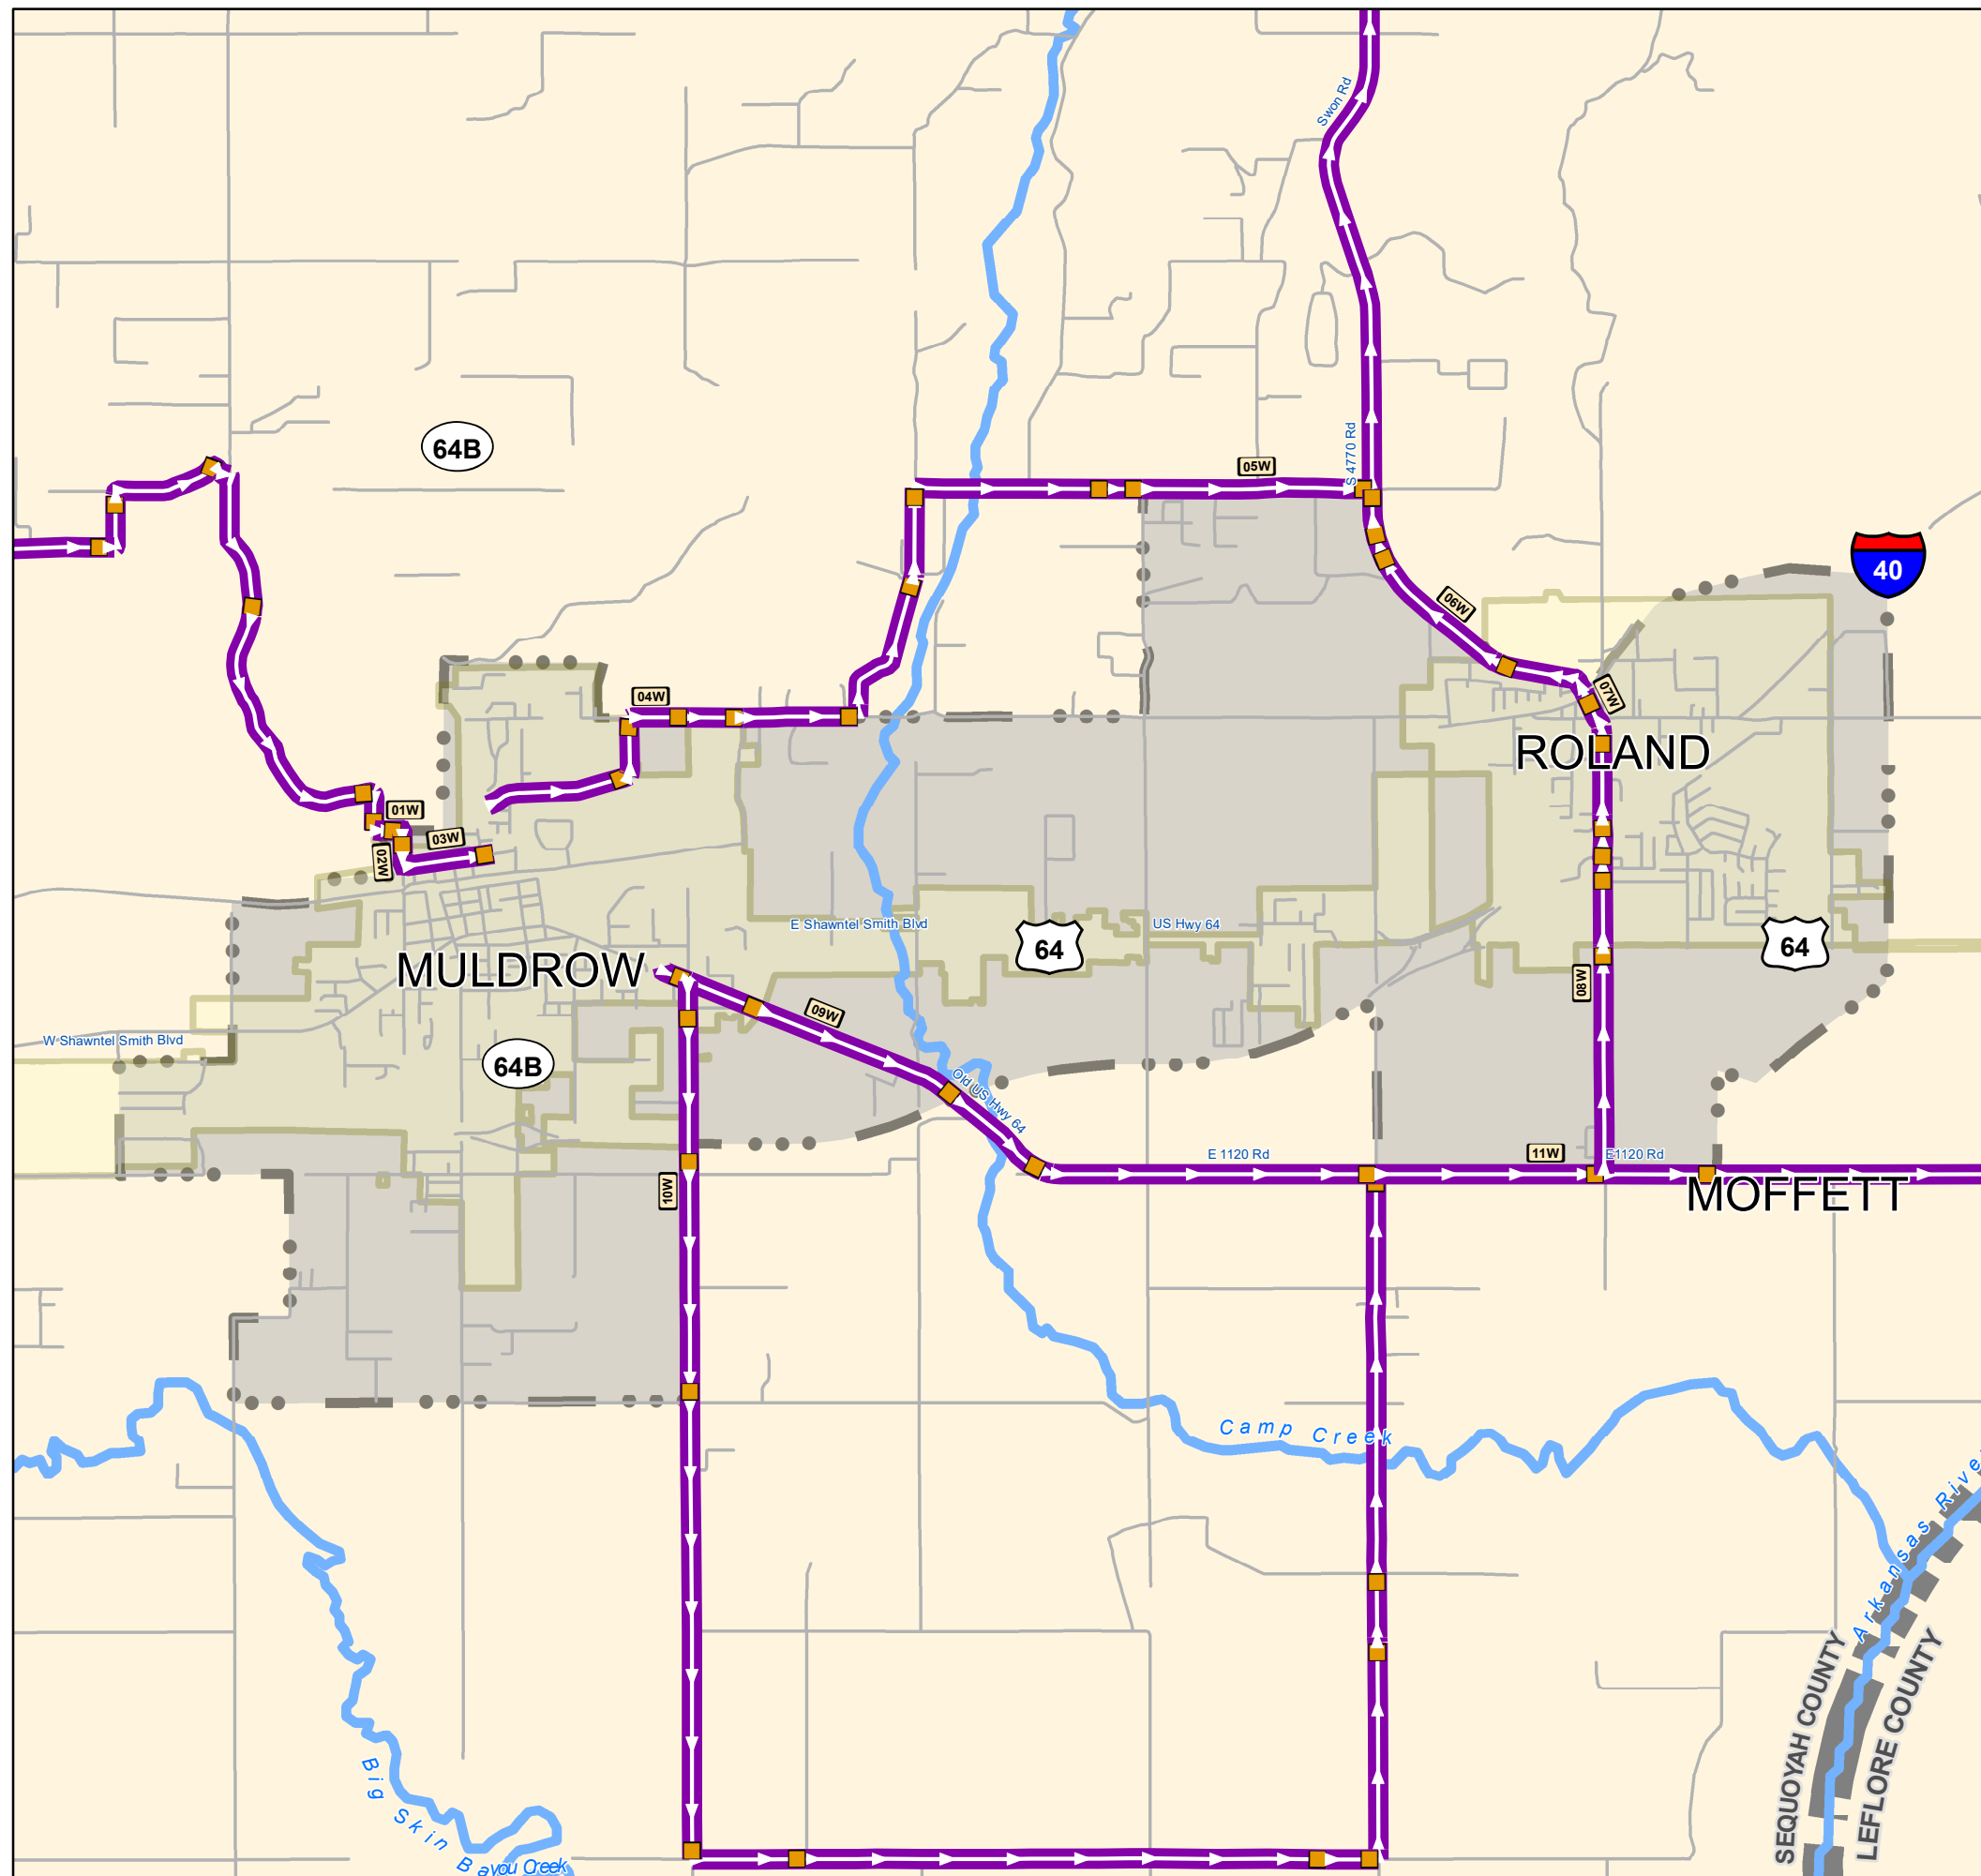 Swon Rd
64B
S 4770 Rd
05W
40
06W
04W
07W
ROLAND
01W
03W
02W
E Shawntel Smith Blvd
US Hwy 64
64
64
MULDROW
08W
09W
W Shawntel Smith Blvd
64B
Old US Hwy 64
E 1120 Rd
11W
E1120 Rd
10W
MOFFETT
Camp Creek
Arkansas Rive
SEQUOYAH COUNTY
LEFLORE COUNTY
Big Skin Bayou Creek